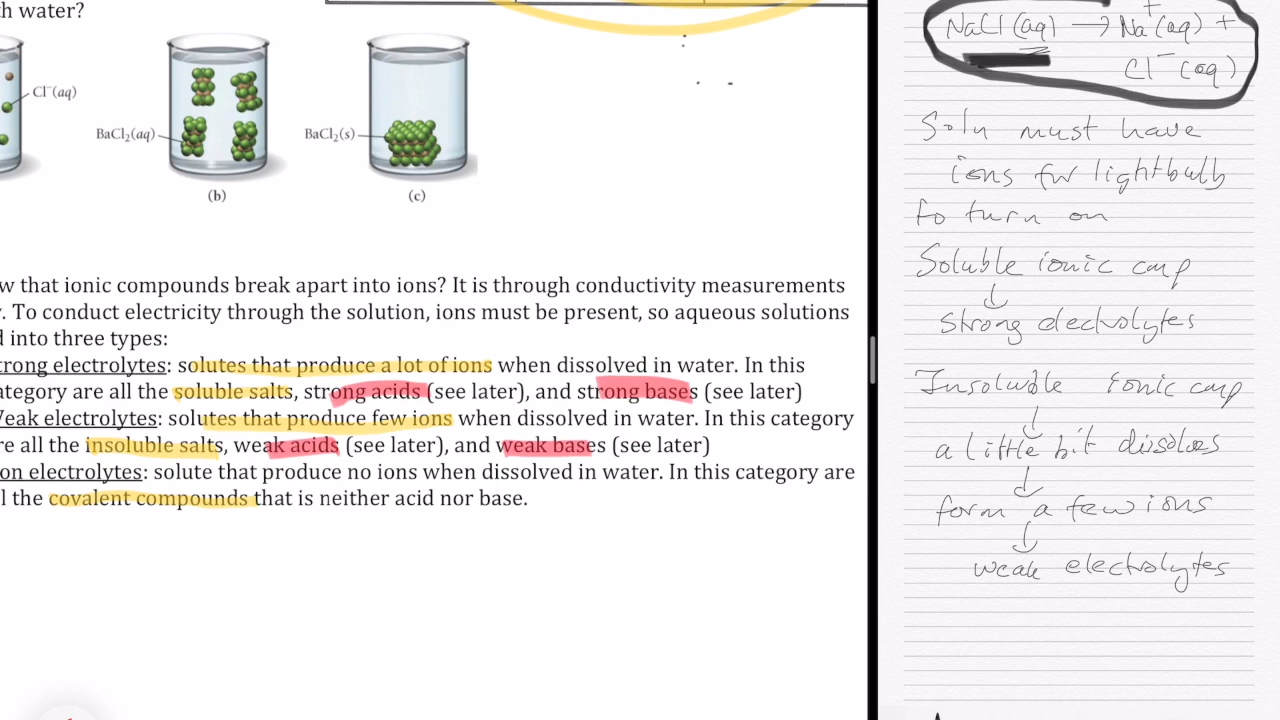 th water?
Cl⁻(aq)
BaCl₂(aq)
BaCl₂(s)
(b)
(c)
w that ionic compounds break apart into ions? It is through conductivity measurements
. To conduct electricity through the solution, ions must be present, so aqueous solutions
d into three types:
trong electrolytes: solutes that produce a lot of ions when dissolved in water. In this
ategory are all the soluble salts, strong acids (see later), and strong bases (see later)
eak electrolytes: solutes that produce few ions when dissolved in water. In this category
re all the insoluble salts, weak acids (see later), and weak bases (see later)
on electrolytes: solute that produce no ions when dissolved in water. In this category are
l the covalent compounds that is neither acid nor base.
NaCl (aq) → Na⁺(aq) +
Cl⁻ (aq)
Soln must have
ions for lightbulb
to turn on
Soluble ionic cmp
↓
Strong electrolytes
Insoluble ionic cmp
↓
a little bit dissolves
↓
form a few ions
↓
weak electrolytes